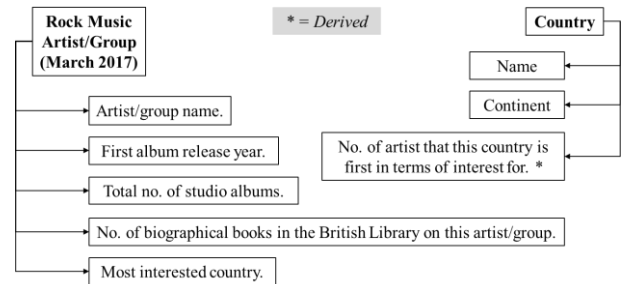 Rock Music
Artist/Group
(March 2017)
* = Derived
Country
Name
Continent
No. of artist that this country is
first in terms of interest for. *
Artist/group name.
First album release year.
Total no. of studio albums.
No. of biographical books in the British Library on this artist/group.
Most interested country.